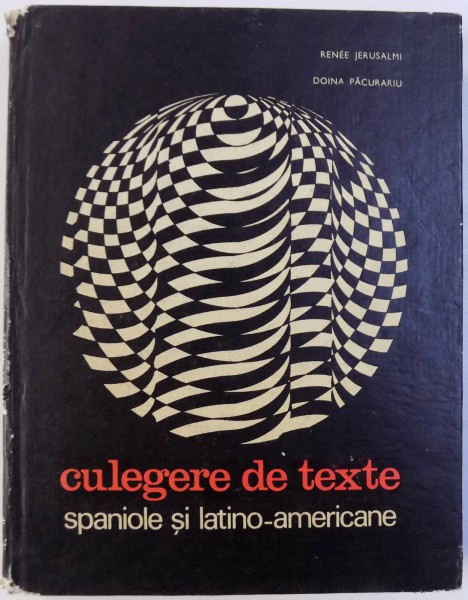 RENÉE JERUSALMI
DOINA PĂCURARIU
culegere de texte
spaniole și latino-americane